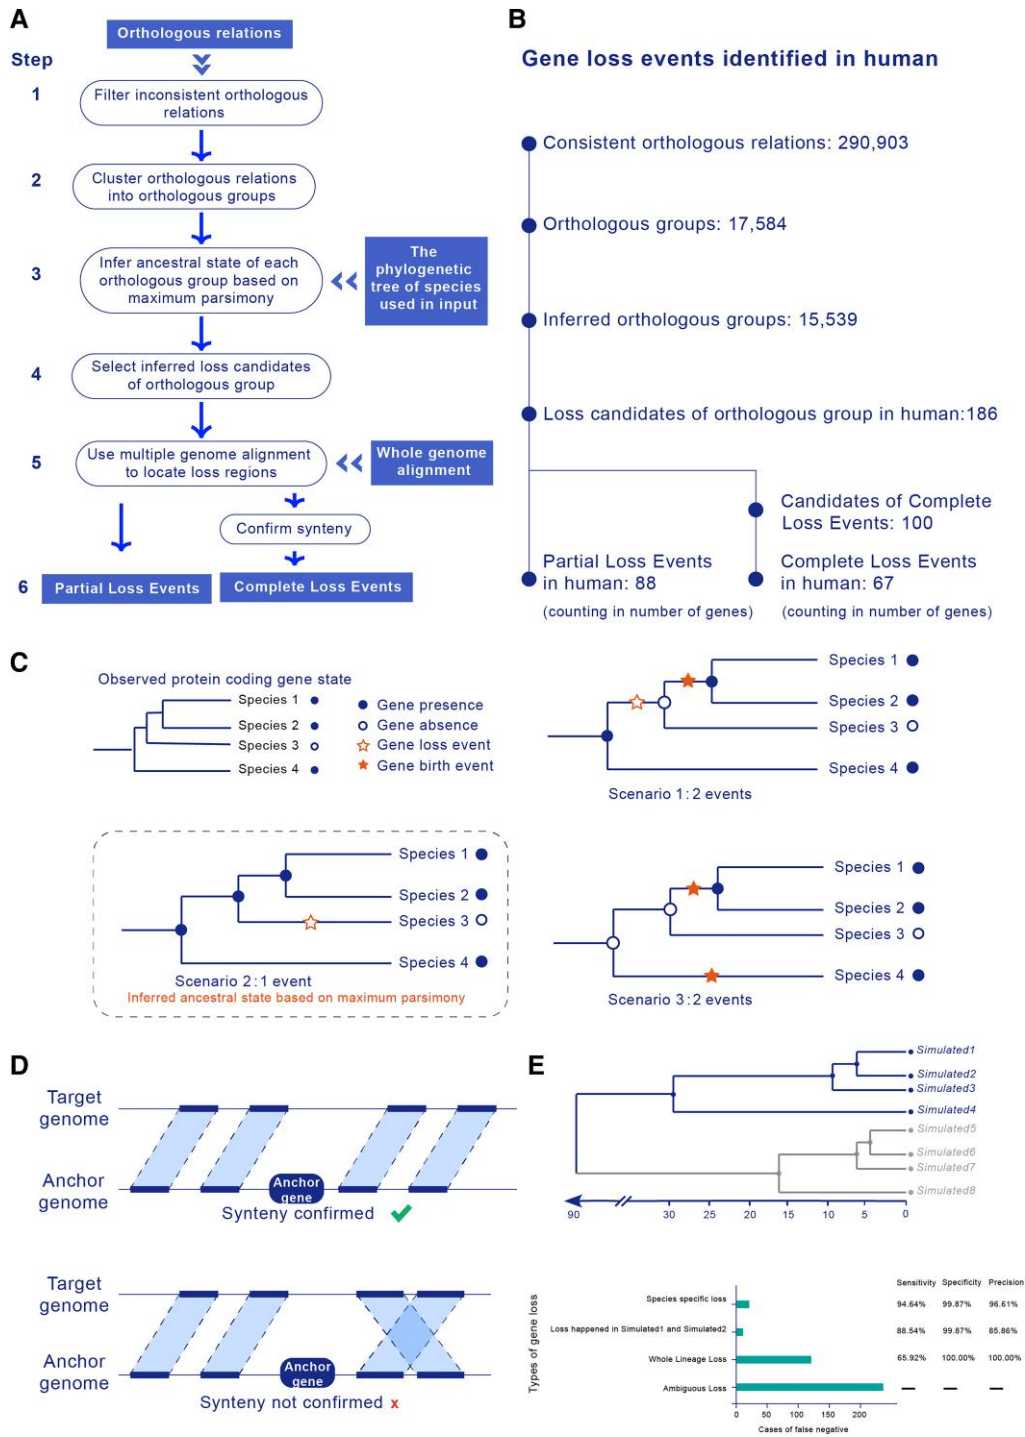 A
Orthologous relations
Step
1
Filter inconsistent orthologous
relations
2
Cluster orthologous relations
into orthologous groups
3
Infer ancestral state of each
orthologous group based on
maximum parsimony
The
phylogenetic
tree of species
used in input
4
Select inferred loss candidates
of orthologous group
5
Use multiple genome alignment
to locate loss regions
Whole genome
alignment
Confirm synteny
6
Partial Loss Events
Complete Loss Events
B
Gene loss events identified in human
Consistent orthologous relations: 290,903
Orthologous groups: 17,584
Inferred orthologous groups: 15,539
Loss candidates of orthologous group in human:186
Candidates of Complete
Loss Events: 100
Partial Loss Events
in human: 88
(counting in number of genes)
Complete Loss Events
in human: 67
(counting in number of genes)
C
Observed protein coding gene state
Species 1
Species 2
Species 3
Species 4
Gene presence
Gene absence
Gene loss event
Gene birth event
Species 1
Species 2
Species 3
Species 4
Scenario 1:2 events
Species 1
Species 2
Species 3
Species 4
Scenario 2:1 event
Inferred ancestral state based on maximum parsimony
Species 1
Species 2
Species 3
Species 4
Scenario 3:2 events
D
Target
genome
Anchor
genome
Anchor
gene
Synteny confirmed
Target
genome
Anchor
genome
Anchor
gene
Synteny not confirmed x
E
Simulated1
Simulated2
Simulated3
Simulated4
Simulated5
Simulated6
Simulated7
Simulated8
90 30 25 20 15 10 5 0
Types of gene loss
Sensitivity Specificity Precision
Species specific loss 94.64% 99.87% 96.61%
Loss happened in Simulated1 and Simulated2 88.54% 99.87% 85.86%
Whole Lineage Loss 65.92% 100.00% 100.00%
Ambiguous Loss — — —
0 50 100 150 200
Cases of false negative